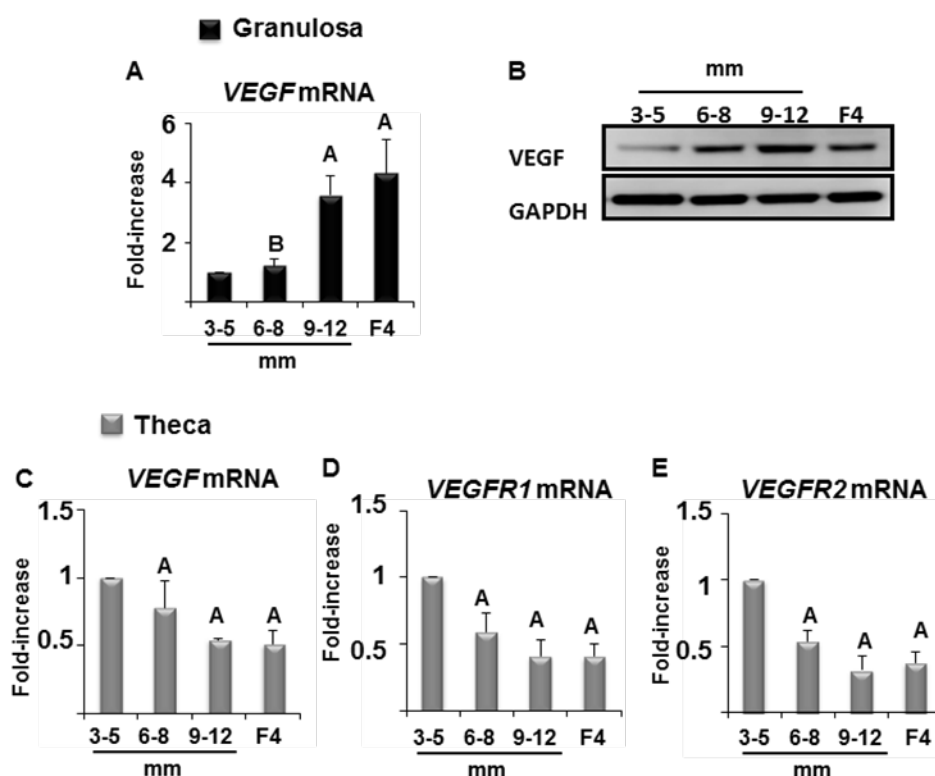 Granulosa
A
VEGF mRNA
Fold-increase
6
4
2
B
A
A
3-5 6-8 9-12 F4
mm
B
mm
3-5 6-8 9-12 F4
VEGF
GAPDH
Theca
C
VEGF mRNA
Fold-increase
1.5
1
0.5
A
A
A
3-5 6-8 9-12 F4
mm
D
VEGFR1 mRNA
Fold-increase
1.5
1
0.5
A
A
A
3-5 6-8 9-12 F4
mm
E
VEGFR2 mRNA
Fold-increase
1.5
1
0.5
A
A
A
3-5 6-8 9-12 F4
mm